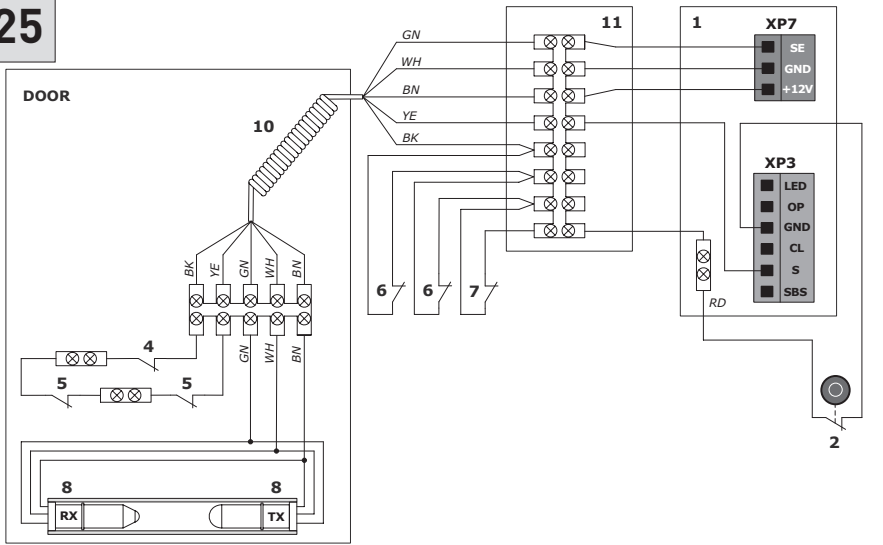 25
DOOR
10
GN
WH
BN
YE
BK
11
1
XP7
SE
GND
+12V
XP3
LED
OP
GND
CL
S
SBS
6
6
7
RD
2
BK
YE
GN
WH
BN
GN
WH
BN
4
5
5
8
8
RX
TX